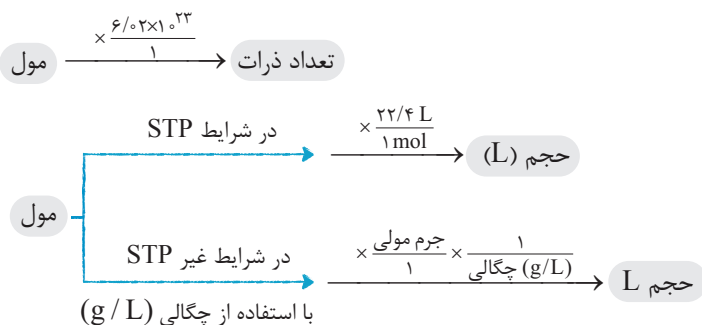 مول × ۶/۰۲×۱۰^۲۳ / ۱ تعداد ذرات
در شرایط STP × ۲۲/۴ L / ۱ mol حجم (L)
مول
در شرایط غیر STP × جرم مولی / ۱ × ۱ / چگالی (g/L) حجم L
با استفاده از چگالی (g / L)